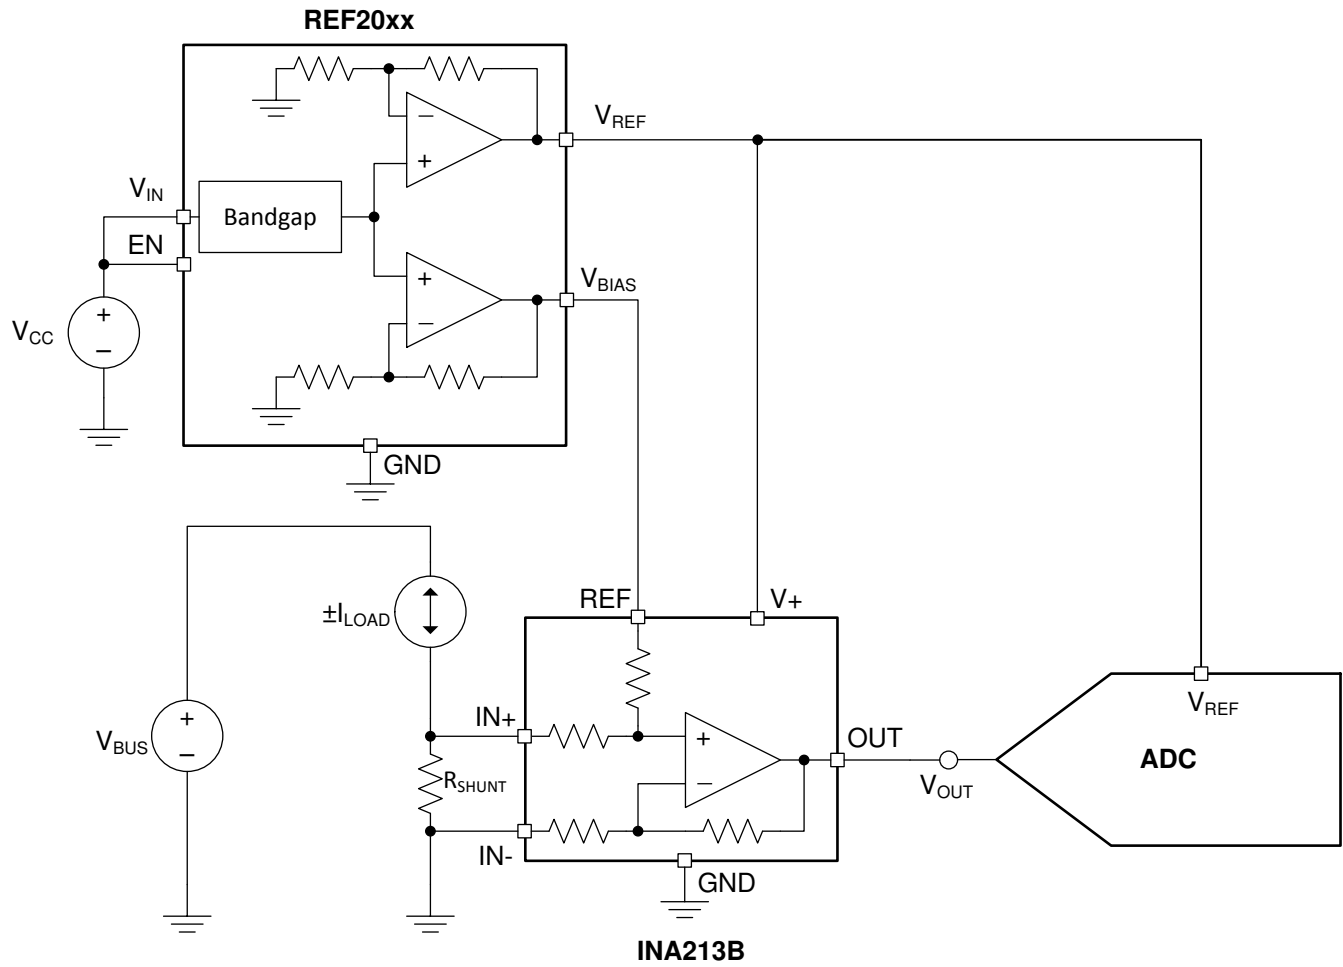 REF20xx
VREF
VIN
Bandgap
EN
VBIAS
VCC
GND
REF
V+
±ILOAD
VREF
IN+
OUT
VBUS
ADC
RSHUNT
VOUT
IN-
GND
INA213B